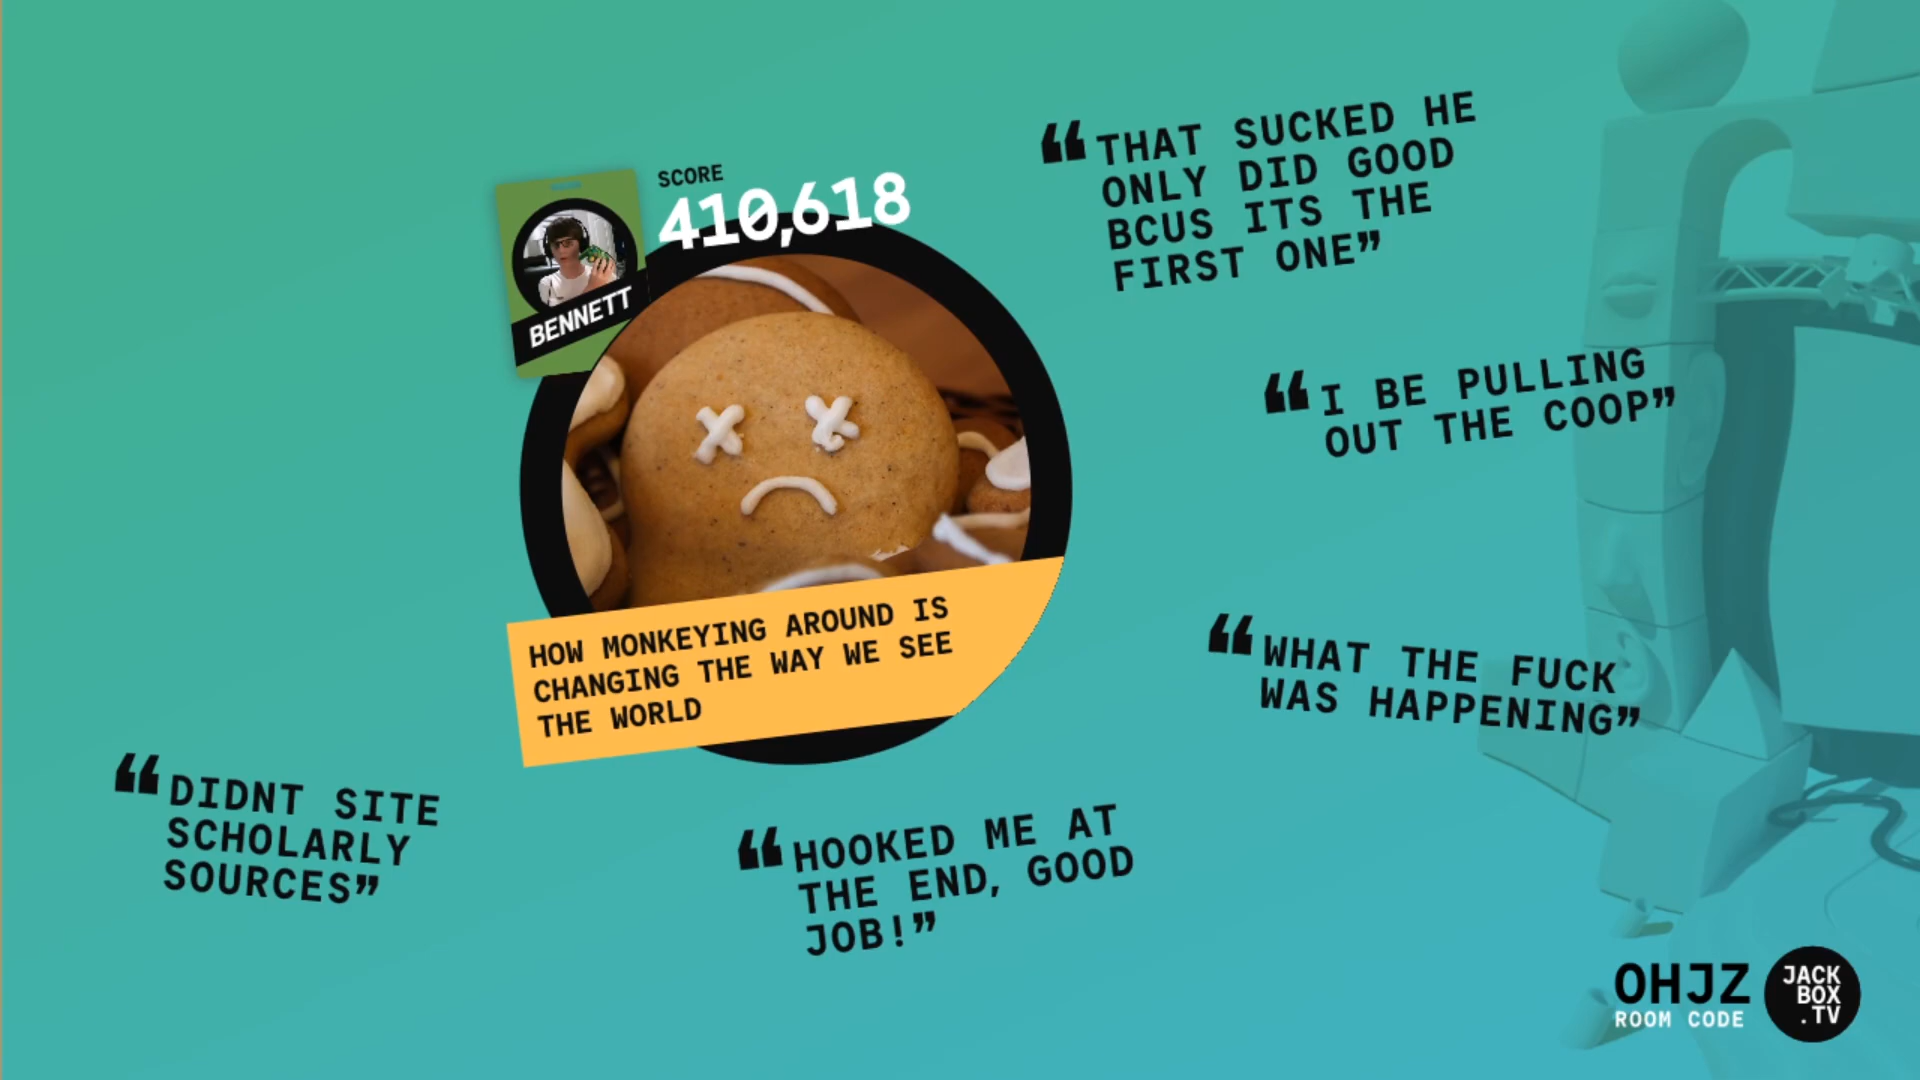 SCORE
410,618
BENNETT
HOW MONKEYING AROUND IS
CHANGING THE WAY WE SEE
THE WORLD
“THAT SUCKED HE
ONLY DID GOOD
BCUS ITS THE
FIRST ONE”
“I BE PULLING
OUT THE COOP”
“WHAT THE FUCK
WAS HAPPENING”
“DIDNT SITE
SCHOLARLY
SOURCES”
“HOOKED ME AT
THE END, GOOD
JOB!”
OHJZ
ROOM CODE
JACK
BOX
.TV